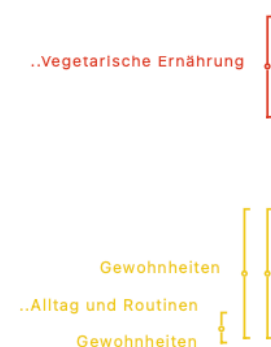 ..Vegetarische Ernährung
Gewohnheiten
..Alltag und Routinen
Gewohnheiten